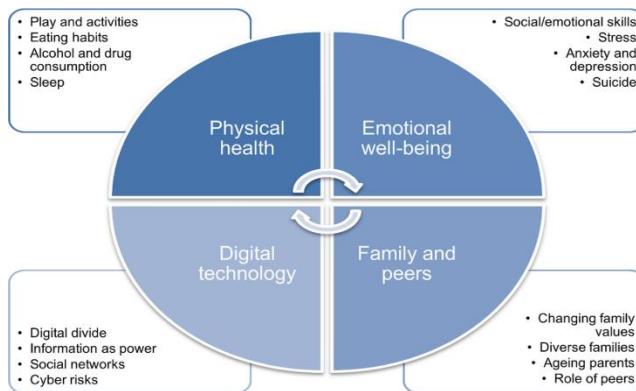 • Play and activities
• Eating habits
• Alcohol and drug
consumption
• Sleep
• Social/emotional skills
• Stress
• Anxiety and
depression
• Suicide
Physical
health
Emotional
well-being
Digital
technology
Family and
peers
• Digital divide
• Information as power
• Social networks
• Cyber risks
• Changing family
values
• Diverse families
• Ageing parents
• Role of peers